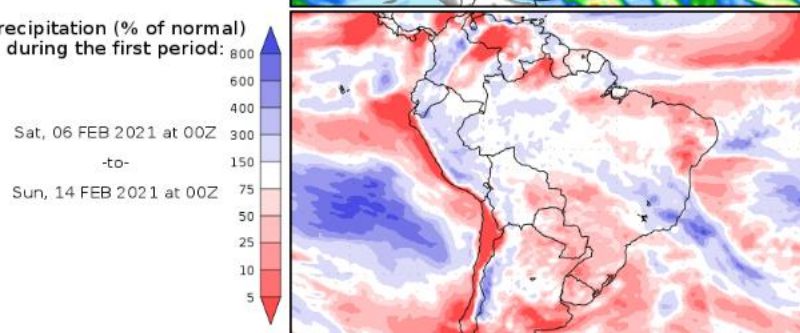 recipitation (% of normal)
during the first period:
Sat, 06 FEB 2021 at 00Z
-to-
Sun, 14 FEB 2021 at 00Z
800
600
400
300
150
75
50
25
10
5